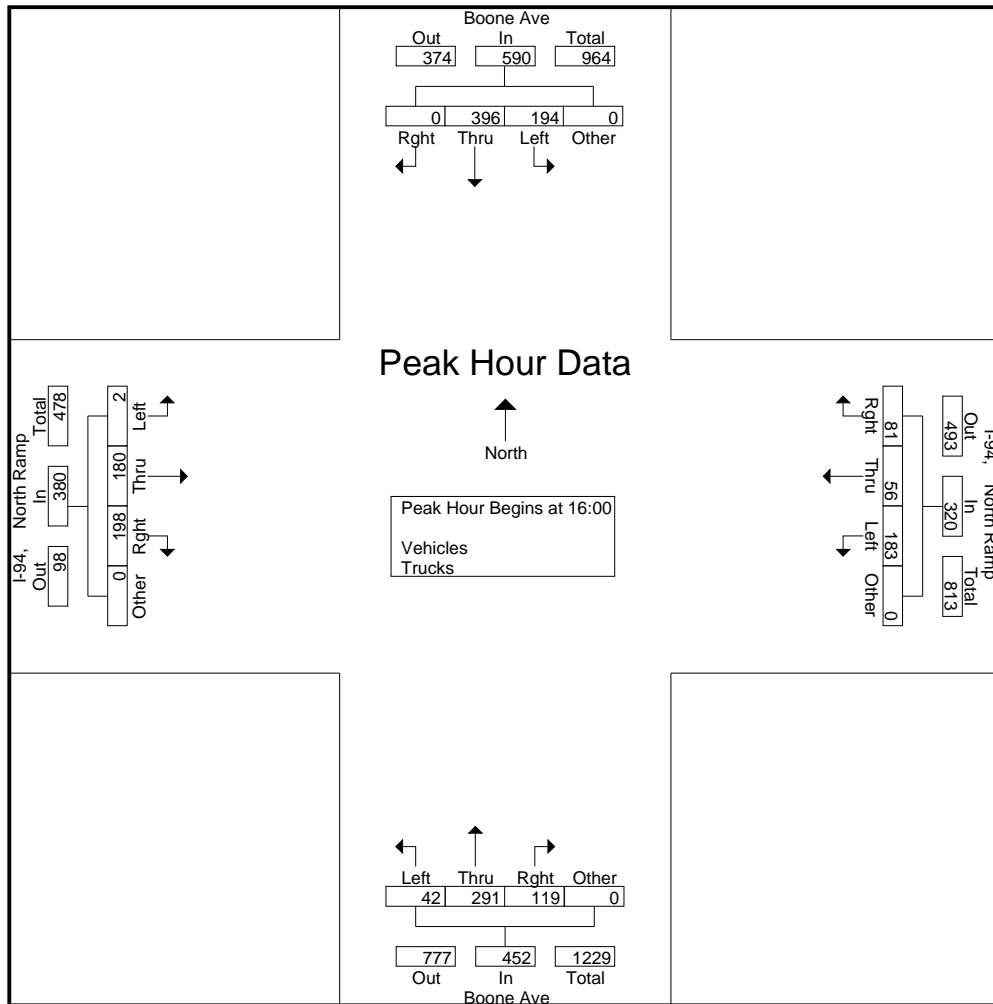 Boone Ave
Out In Total
374 590 964
0 396 194 0
Rght Thru Left Other
Peak Hour Data
North
Peak Hour Begins at 16:00
Vehicles
Trucks
I-94, North Ramp
Out In Total
98 380 478
2 180 198 0
Left Thru Rght Other
Rght Thru Left Other
81 56 183 0
Out In Total
493 320 813
I-94, North Ramp
Left Thru Rght Other
42 291 119 0
777 452 1229
Out In Total
Boone Ave